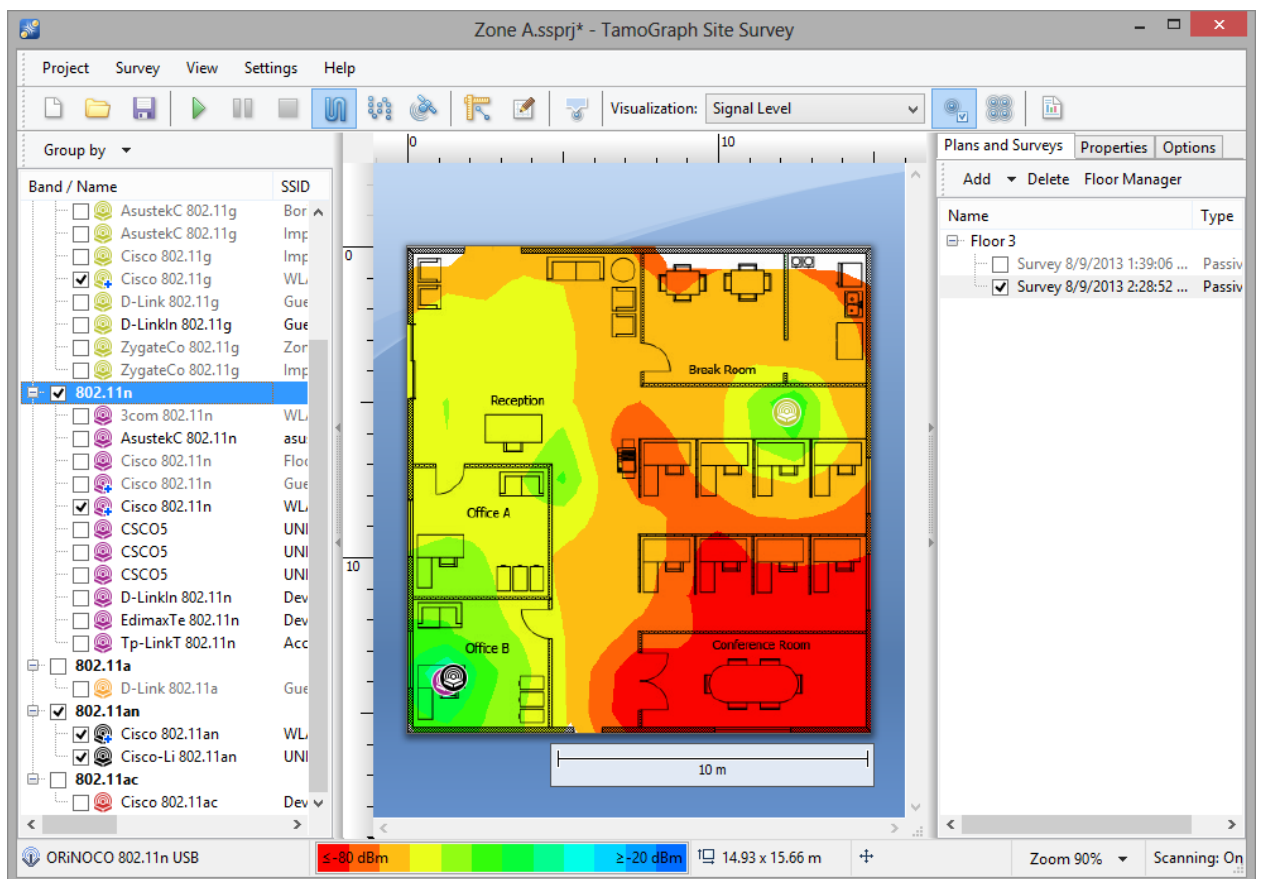 Zone A.ssprj* - TamoGraph Site Survey
Project Survey View Settings Help
Visualization: Signal Level
Group by
Band / Name SSID
AsustekC 802.11g Bor
AsustekC 802.11g Imp
Cisco 802.11g Imp
Cisco 802.11g WL
D-Link 802.11g Gue
D-LinkIn 802.11g Gue
ZygateCo 802.11g Zor
ZygateCo 802.11g Imp
802.11n
3com 802.11n WL
AsustekC 802.11n asu
Cisco 802.11n Floc
Cisco 802.11n Gue
Cisco 802.11n WL
CSCO5 UNI
CSCO5 UNI
CSCO5 UNI
D-LinkIn 802.11n Dev
EdimaxTe 802.11n Dev
Tp-LinkT 802.11n Acc
802.11a
D-Link 802.11a Gue
802.11an
Cisco 802.11an WL
Cisco-Li 802.11an UNI
802.11ac
Cisco 802.11ac Dev
0 10
0
10
Break Room
Reception
Office A
Office B
Conference Room
10 m
Plans and Surveys Properties Options
Add Delete Floor Manager
Name Type
Floor 3
Survey 8/9/2013 1:39:06 ... Passiv
Survey 8/9/2013 2:28:52 ... Passiv
ORiNOCO 802.11n USB
≤-80 dBm ≥-20 dBm
14.93 x 15.66 m
Zoom 90%
Scanning: On